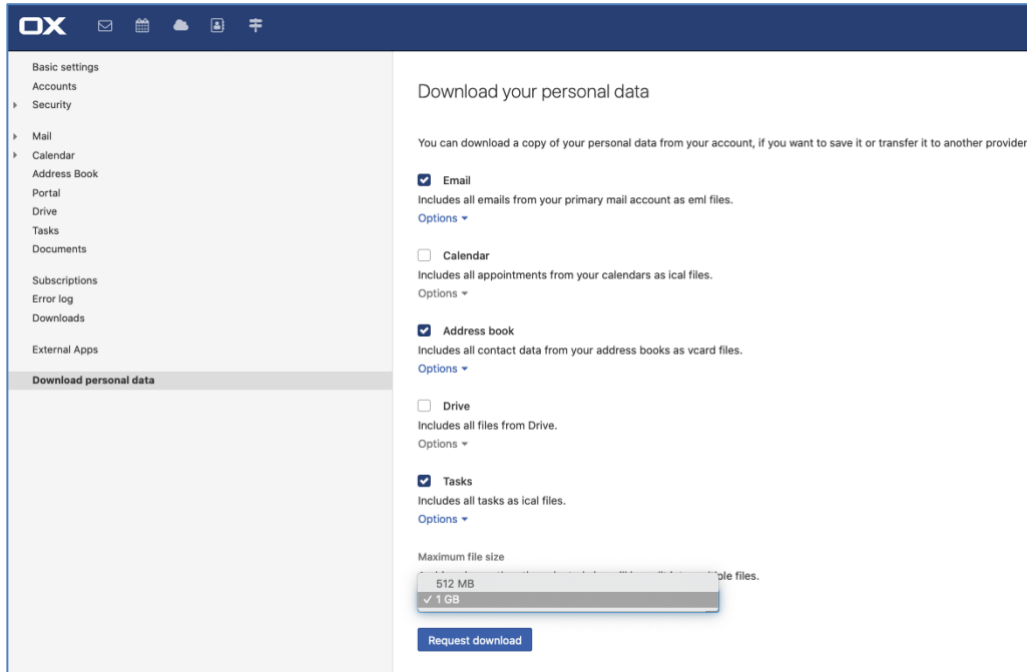 OX
Basic settings
Accounts
Security
Mail
Calendar
Address Book
Portal
Drive
Tasks
Documents
Subscriptions
Error log
Downloads
External Apps
Download personal data
Download your personal data
You can download a copy of your personal data from your account, if you want to save it or transfer it to another provider
Email
Includes all emails from your primary mail account as eml files.
Options
Calendar
Includes all appointments from your calendars as ical files.
Options
Address book
Includes all contact data from your address books as vcard files.
Options
Drive
Includes all files from Drive.
Options
Tasks
Includes all tasks as ical files.
Options
Maximum file size
files.
512 MB
✓ 1 GB
Request download